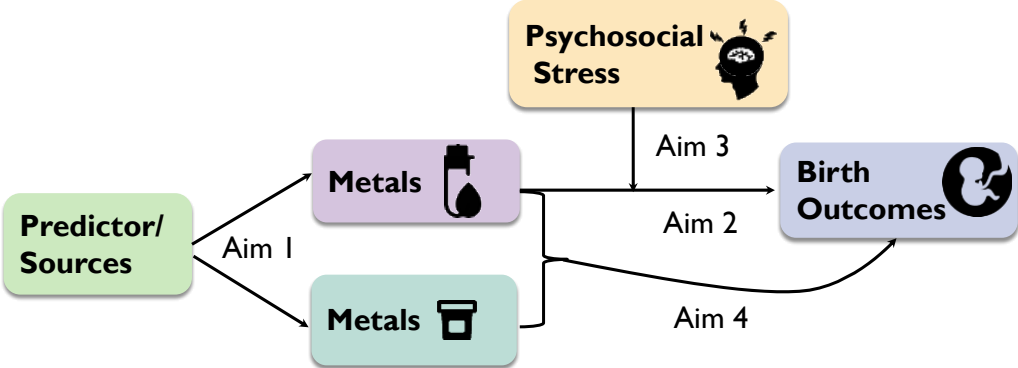 Psychosocial
Stress
Aim 3
Metals
Birth
Outcomes
Predictor/
Sources
Aim 1
Aim 2
Metals
Aim 4